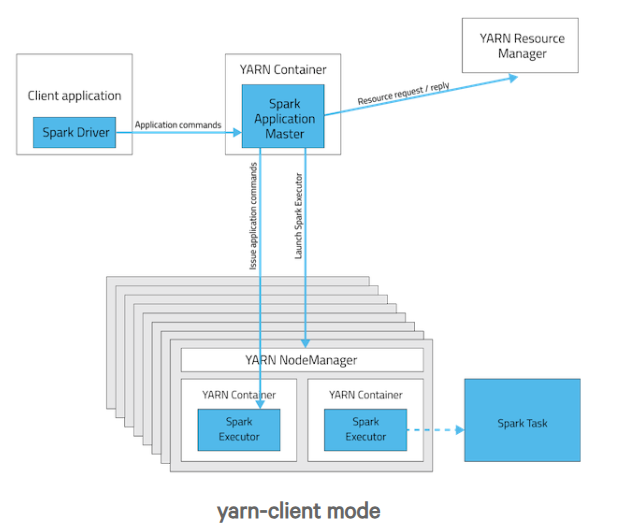 YARN Resource
Manager
Client application
Spark Driver
Application commands
YARN Container
Spark
Application
Master
Resource request / reply
Issue application commands
Launch Spark Executor
YARN NodeManager
YARN Container
Spark
Executor
YARN Container
Spark
Executor
Spark Task
yarn-client mode